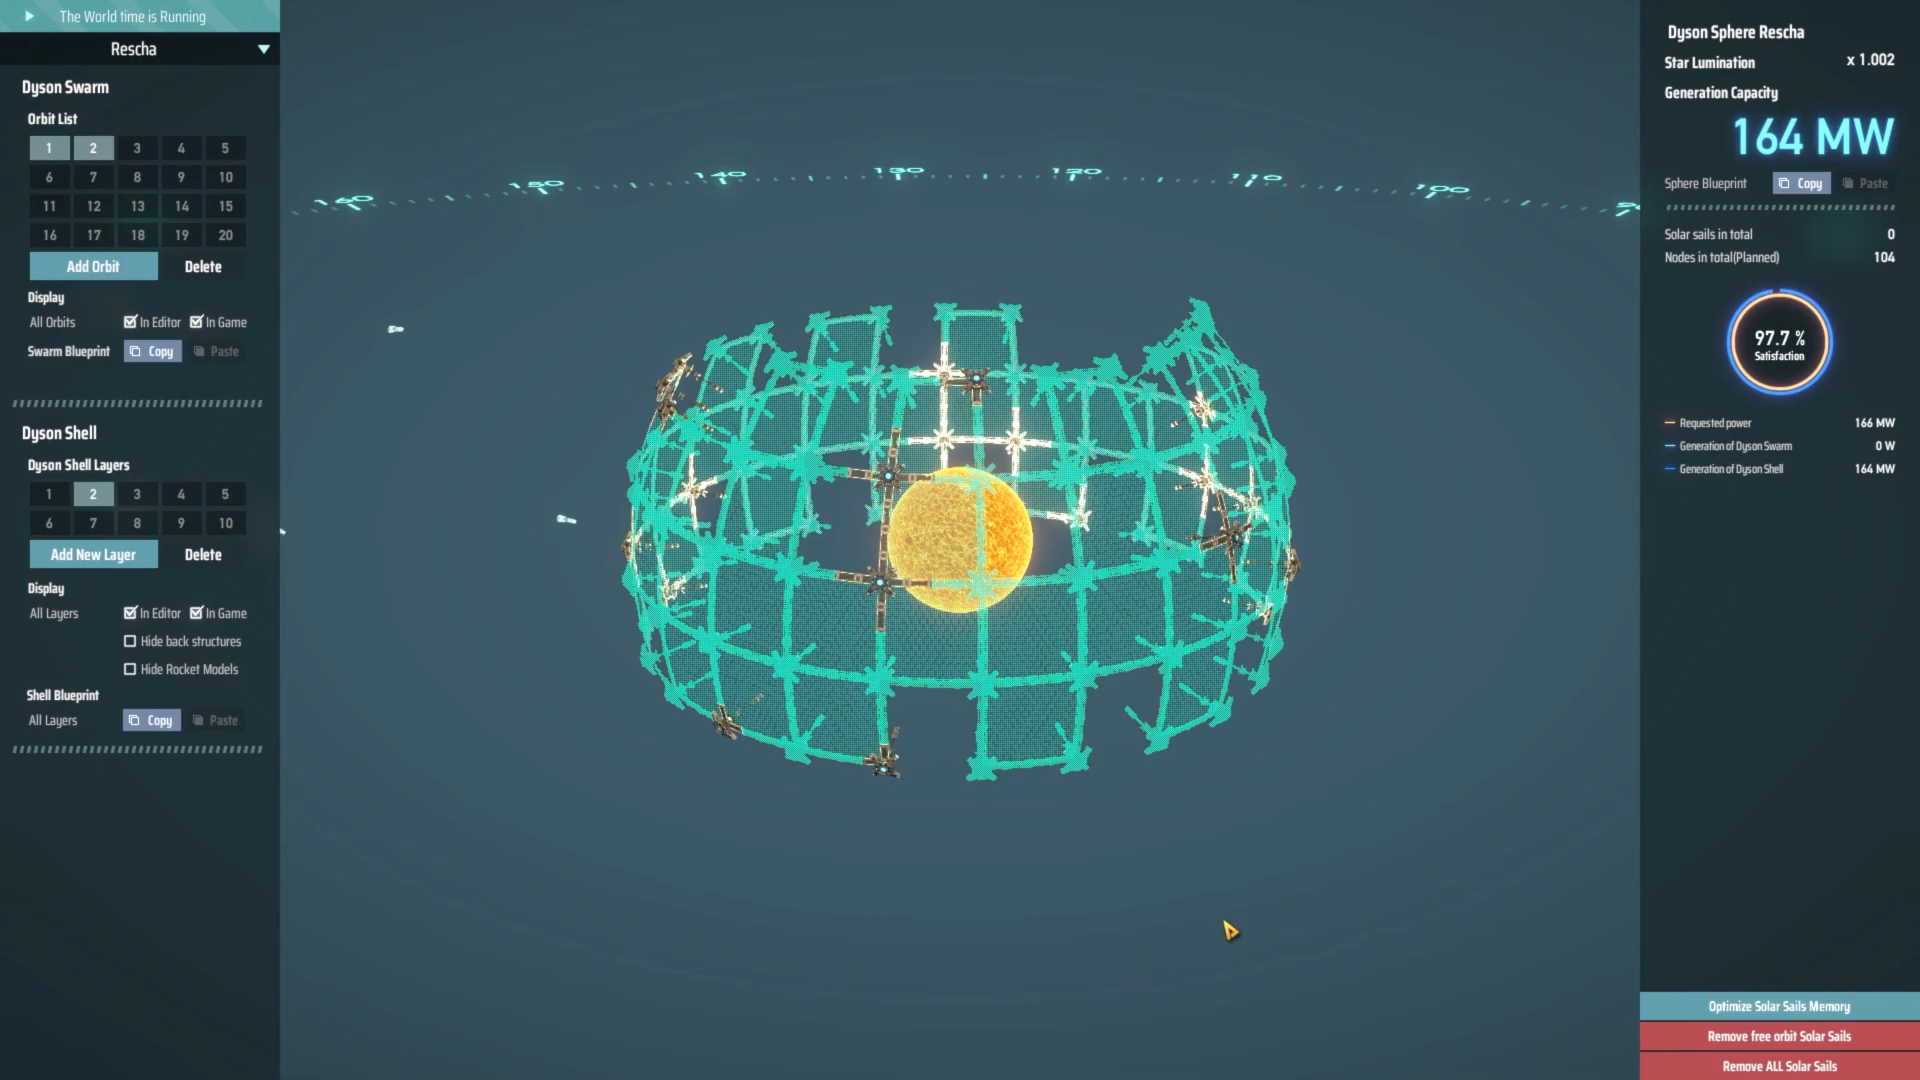 The World time is Running
Rescha
Dyson Swarm
Orbit List
1 2 3 4 5
6 7 8 9 10
11 12 13 14 15
16 17 18 19 20
Add Orbit Delete
Display
All Orbits In Editor In Game
Swarm Blueprint Copy Paste
Dyson Shell
Dyson Shell Layers
1 2 3 4 5
6 7 8 9 10
Add New Layer Delete
Display
All Layers In Editor In Game
Hide back structures
Hide Rocket Models
Shell Blueprint
All Layers Copy Paste
160 150 140 130 120 110 100
Dyson Sphere Rescha
Star Lumination x 1.002
Generation Capacity
164 MW
Sphere Blueprint Copy Paste
Solar sails in total 0
Nodes in total(Planned) 104
97.7 %
Satisfaction
Requested power 166 MW
Generation of Dyson Swarm 0 W
Generation of Dyson Shell 164 MW
Optimize Solar Sails Memory
Remove free orbit Solar Sails
Remove ALL Solar Sails